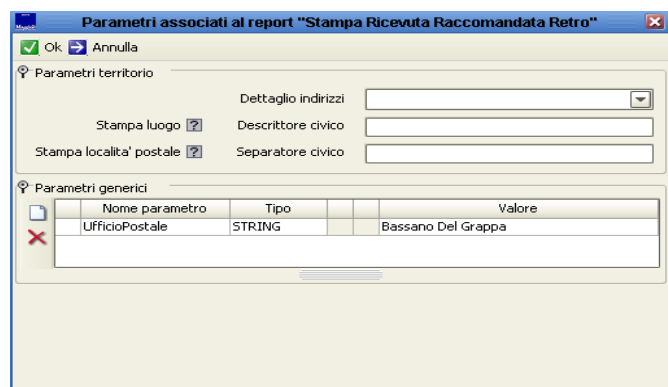 Parametri associati al report "Stampa Ricevuta Raccomandata Retro"
Ok Annulla
Parametri territorio
Dettaglio indirizzi
Stampa luogo ? Descrittore civico
Stampa localita' postale ? Separatore civico
Parametri generici
Nome parametro Tipo Valore
UfficioPostale STRING Bassano Del Grappa